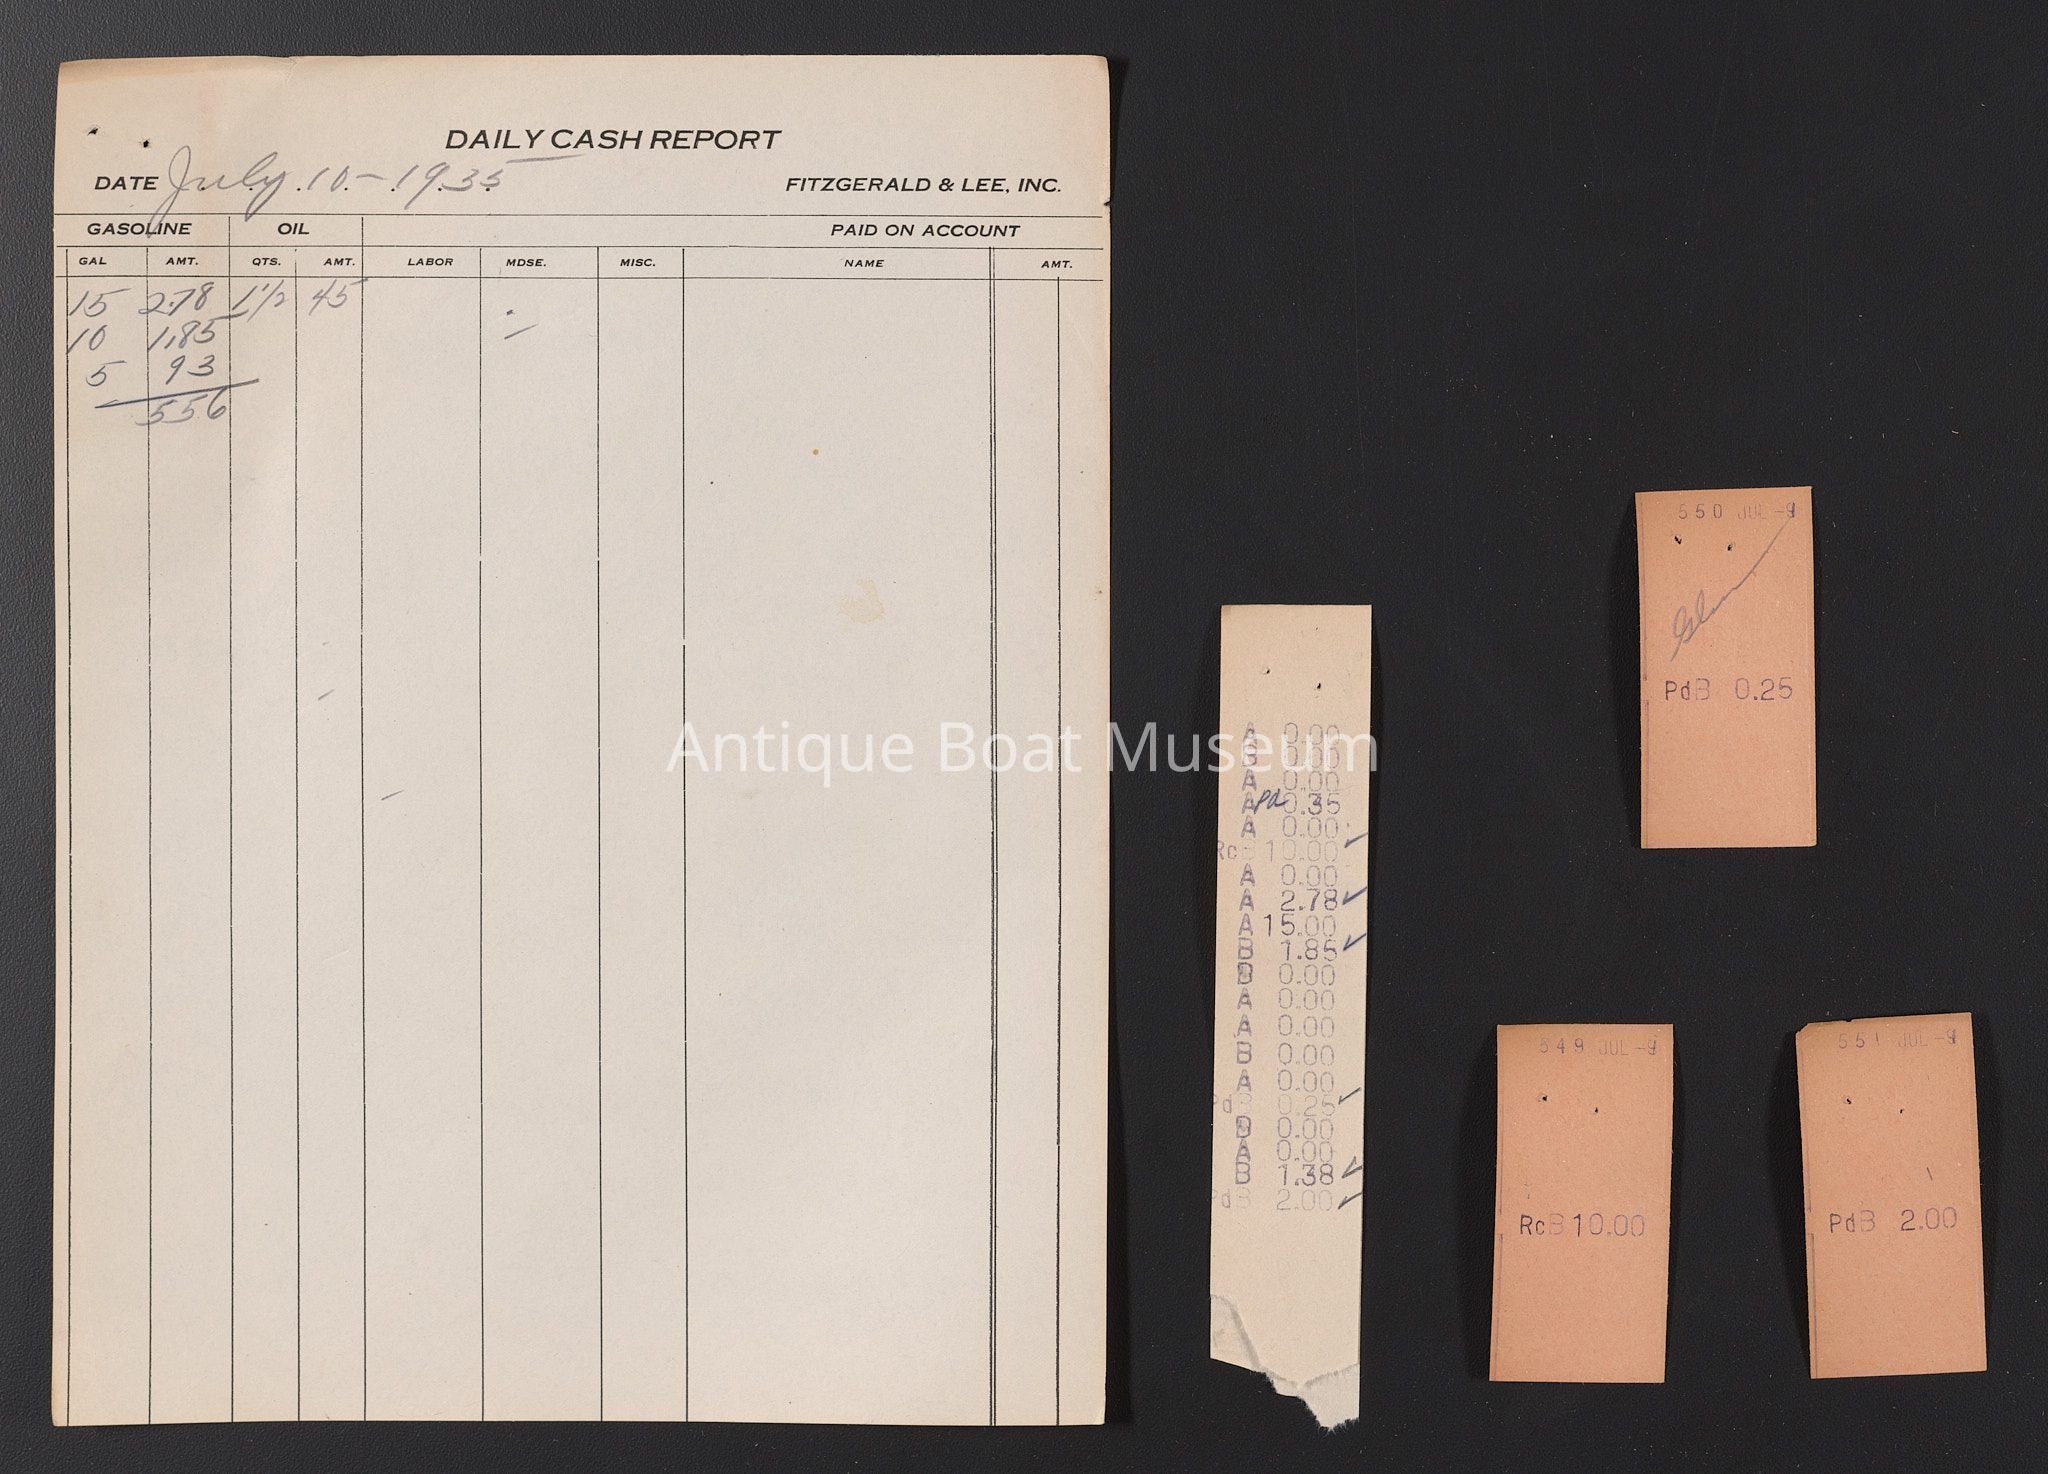 DAILY CASH REPORT
DATE July 10 - 1935 FITZGERALD & LEE, INC.
GASOLINE OIL PAID ON ACCOUNT
GAL AMT. QTS. AMT. LABOR MDSE. MISC. NAME AMT.
15 2.78 1 1/2 45
10 1.85
5 93
556
Antique Boat Museum
A 0.00
B 0.00
A 0.00
A Pd 0.35
A 0.00
RcB 10.00 ✓
A 0.00
A 2.78 ✓
A 15.00
B 1.85 ✓
D 0.00
A 0.00
A 0.00
B 0.00
A 0.00
PdB 0.25 ✓
D 0.00
A 0.00
B 1.38 ✓
PdB 2.00 ✓
550 JUL -9
PdB 0.25
549 JUL -9
RcB 10.00
551 JUL -9
PdB 2.00